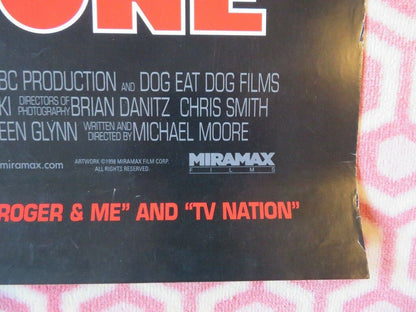 ONE
BC PRODUCTION AND DOG EAT DOG FILMS
KI DIRECTORS OF PHOTOGRAPHY BRIAN DANITZ CHRIS SMITH
EEN GLYNN WRITTEN AND DIRECTED BY MICHAEL MOORE
miramax.com
ARTWORK ©1998 MIRAMAX FILM CORP.
ALL RIGHTS RESERVED.
MIRAMAX
FILMS
ROGER & ME” AND “TV NATION”